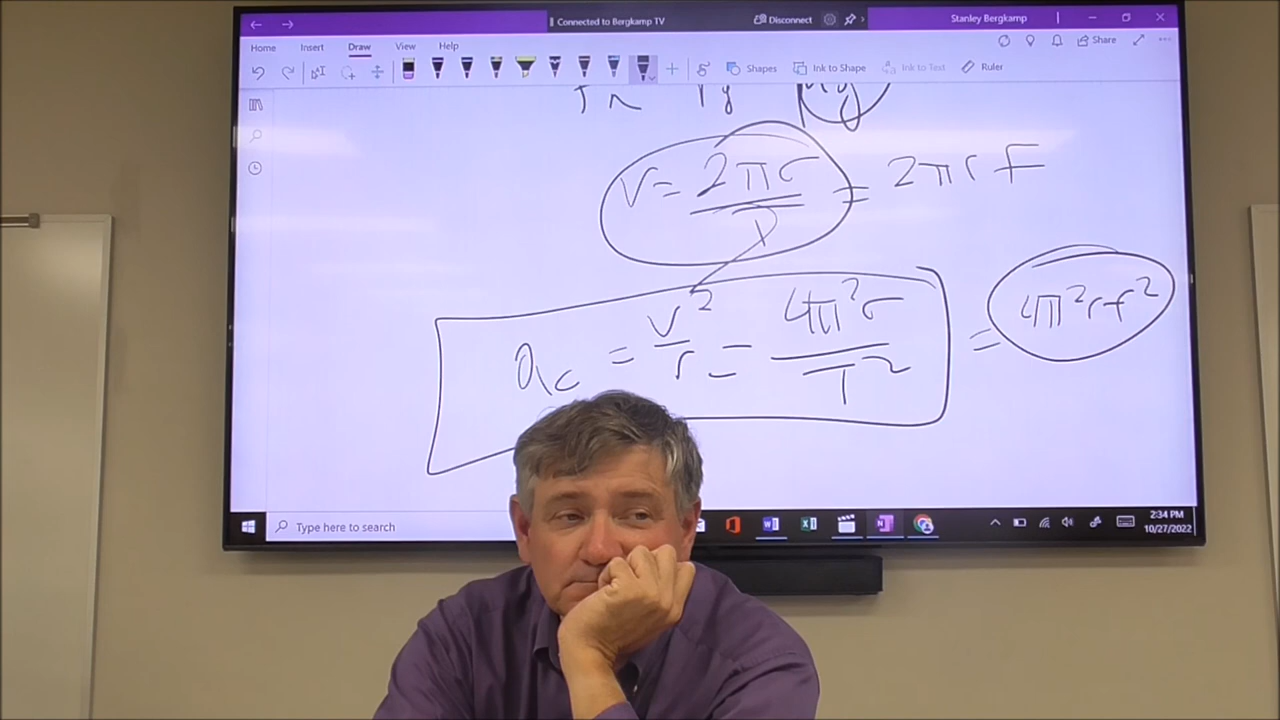 Connected to Bergkamp TV
Disconnect
Stanley Bergkamp
Home Insert Draw View Help
Share
Shapes Ink to Shape Ink to Text Ruler
V = 2πr / P = 2πr F
ac = v² / r = 4π²r / T² = 4π²rf²
Type here to search
2:34 PM
10/27/2022